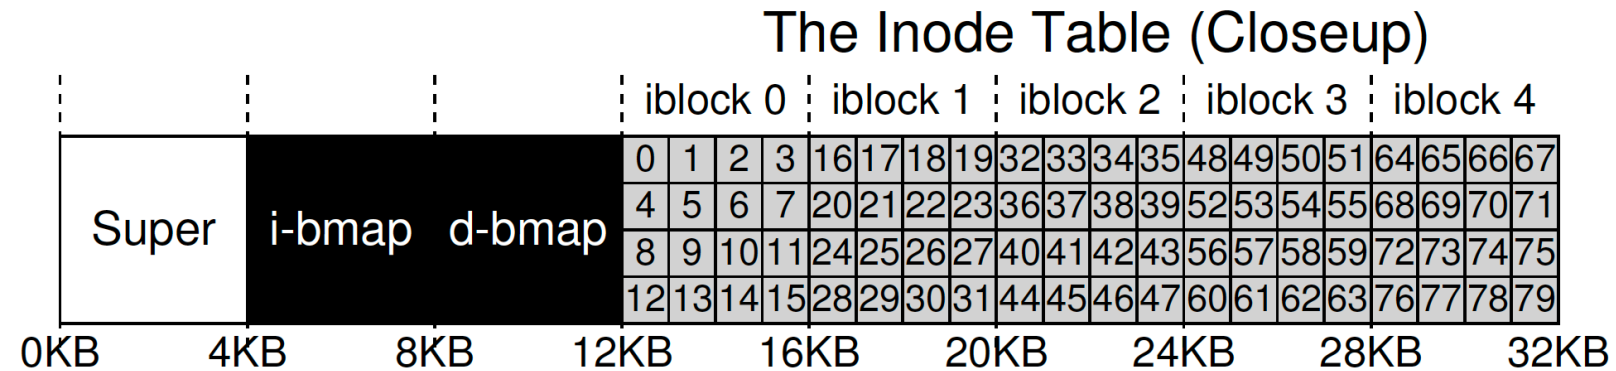 The Inode Table (Closeup)
iblock 0 iblock 1 iblock 2 iblock 3 iblock 4
0 1 2 3 16 17 18 19 32 33 34 35 48 49 50 51 64 65 66 67
4 5 6 7 20 21 22 23 36 37 38 39 52 53 54 55 68 69 70 71
Super i-bmap d-bmap
8 9 10 11 24 25 26 27 40 41 42 43 56 57 58 59 72 73 74 75
12 13 14 15 28 29 30 31 44 45 46 47 60 61 62 63 76 77 78 79
0KB 4KB 8KB 12KB 16KB 20KB 24KB 28KB 32KB